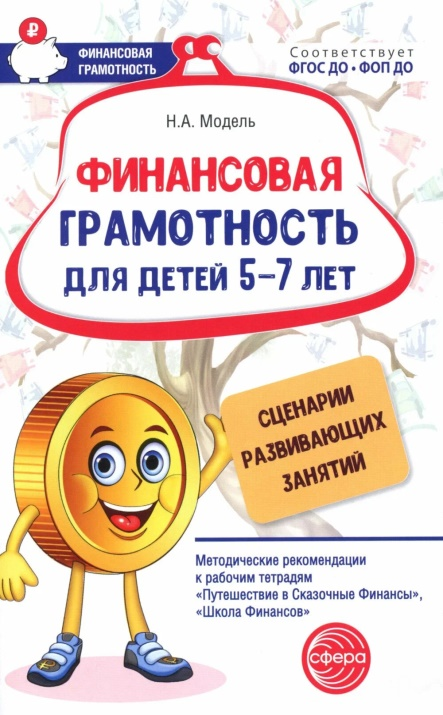 ₽
ФИНАНСОВАЯ
ГРАМОТНОСТЬ
Соответствует
ФГОС ДО • ФОП ДО
Н.А. Модель
ФИНАНСОВАЯ
ГРАМОТНОСТЬ
ДЛЯ ДЕТЕЙ 5–7 ЛЕТ
СЦЕНАРИИ
РАЗВИВАЮЩИХ
ЗАНЯТИЙ
Методические рекомендации
к рабочим тетрадям
«Путешествие в Сказочные Финансы»,
«Школа Финансов»
сфера